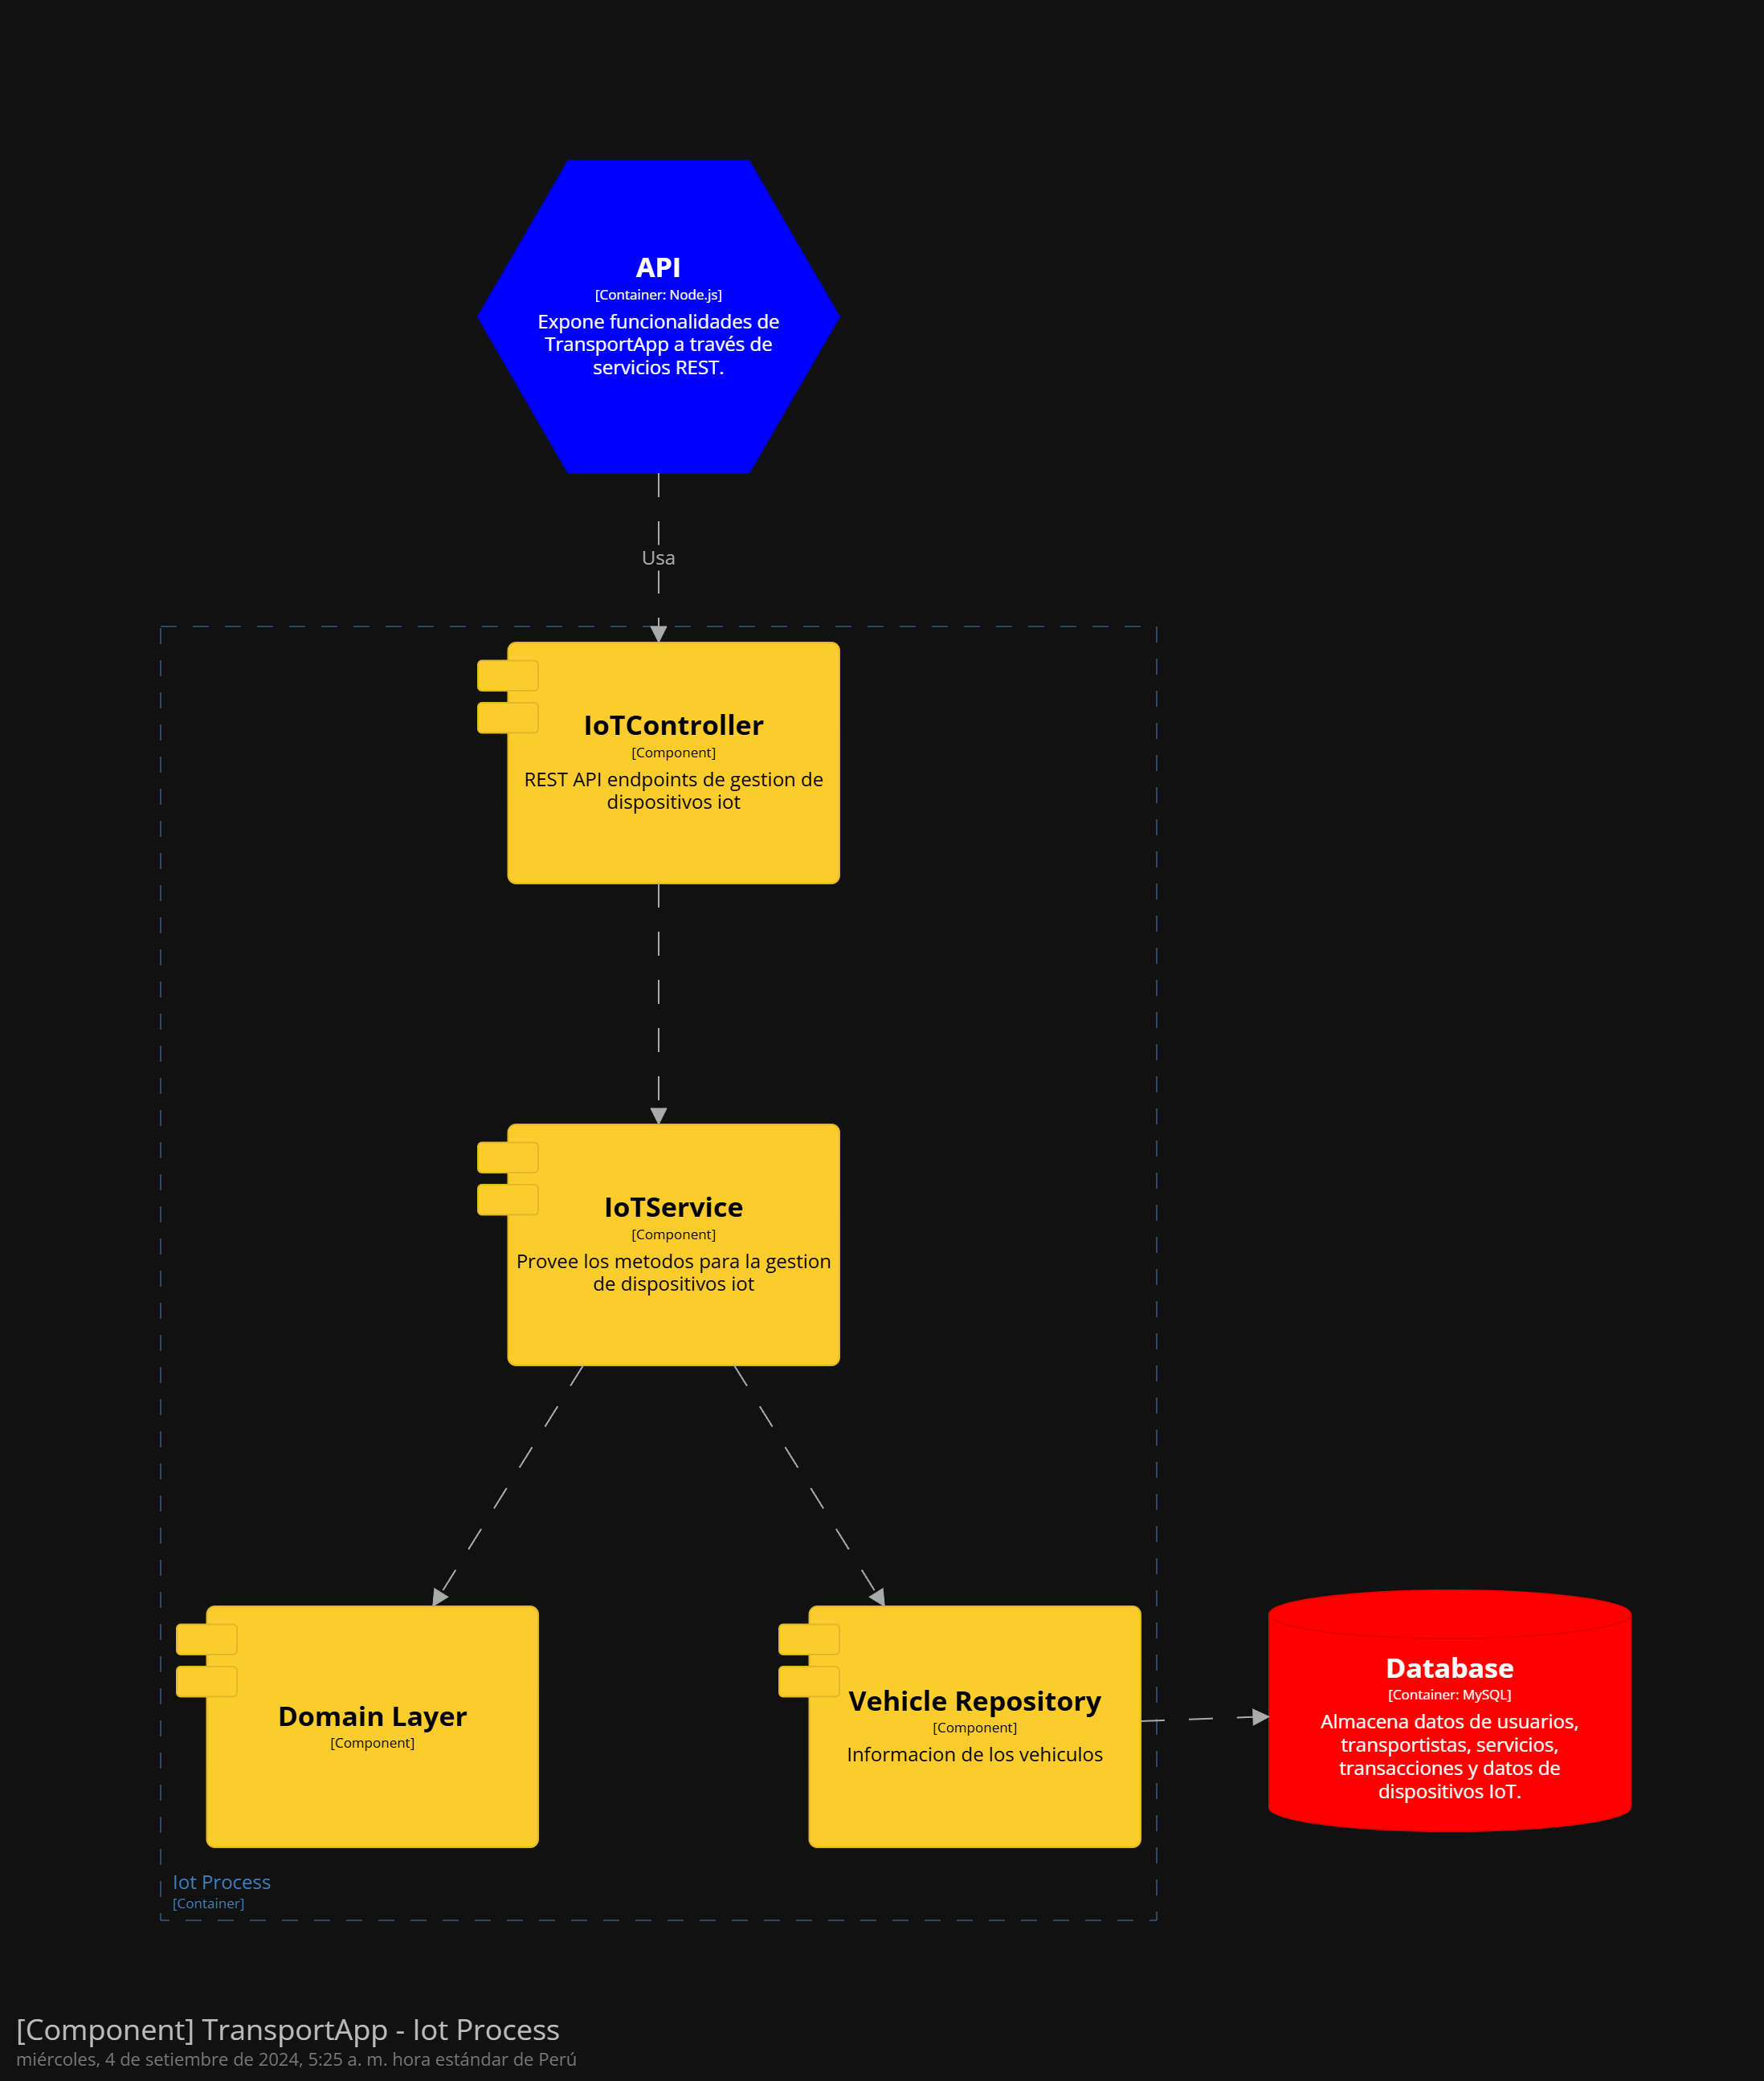 API
[Container: Node.js]
Expone funcionalidades de
TransportApp a través de
servicios REST.
Usa
IoTController
[Component]
REST API endpoints de gestion de
dispositivos iot
IoTService
[Component]
Provee los metodos para la gestion
de dispositivos iot
Domain Layer
[Component]
Vehicle Repository
[Component]
Informacion de los vehiculos
Database
[Container: MySQL]
Almacena datos de usuarios,
transportistas, servicios,
transacciones y datos de
dispositivos IoT.
Iot Process
[Container]
[Component] TransportApp - Iot Process
miércoles, 4 de setiembre de 2024, 5:25 a. m. hora estándar de Perú